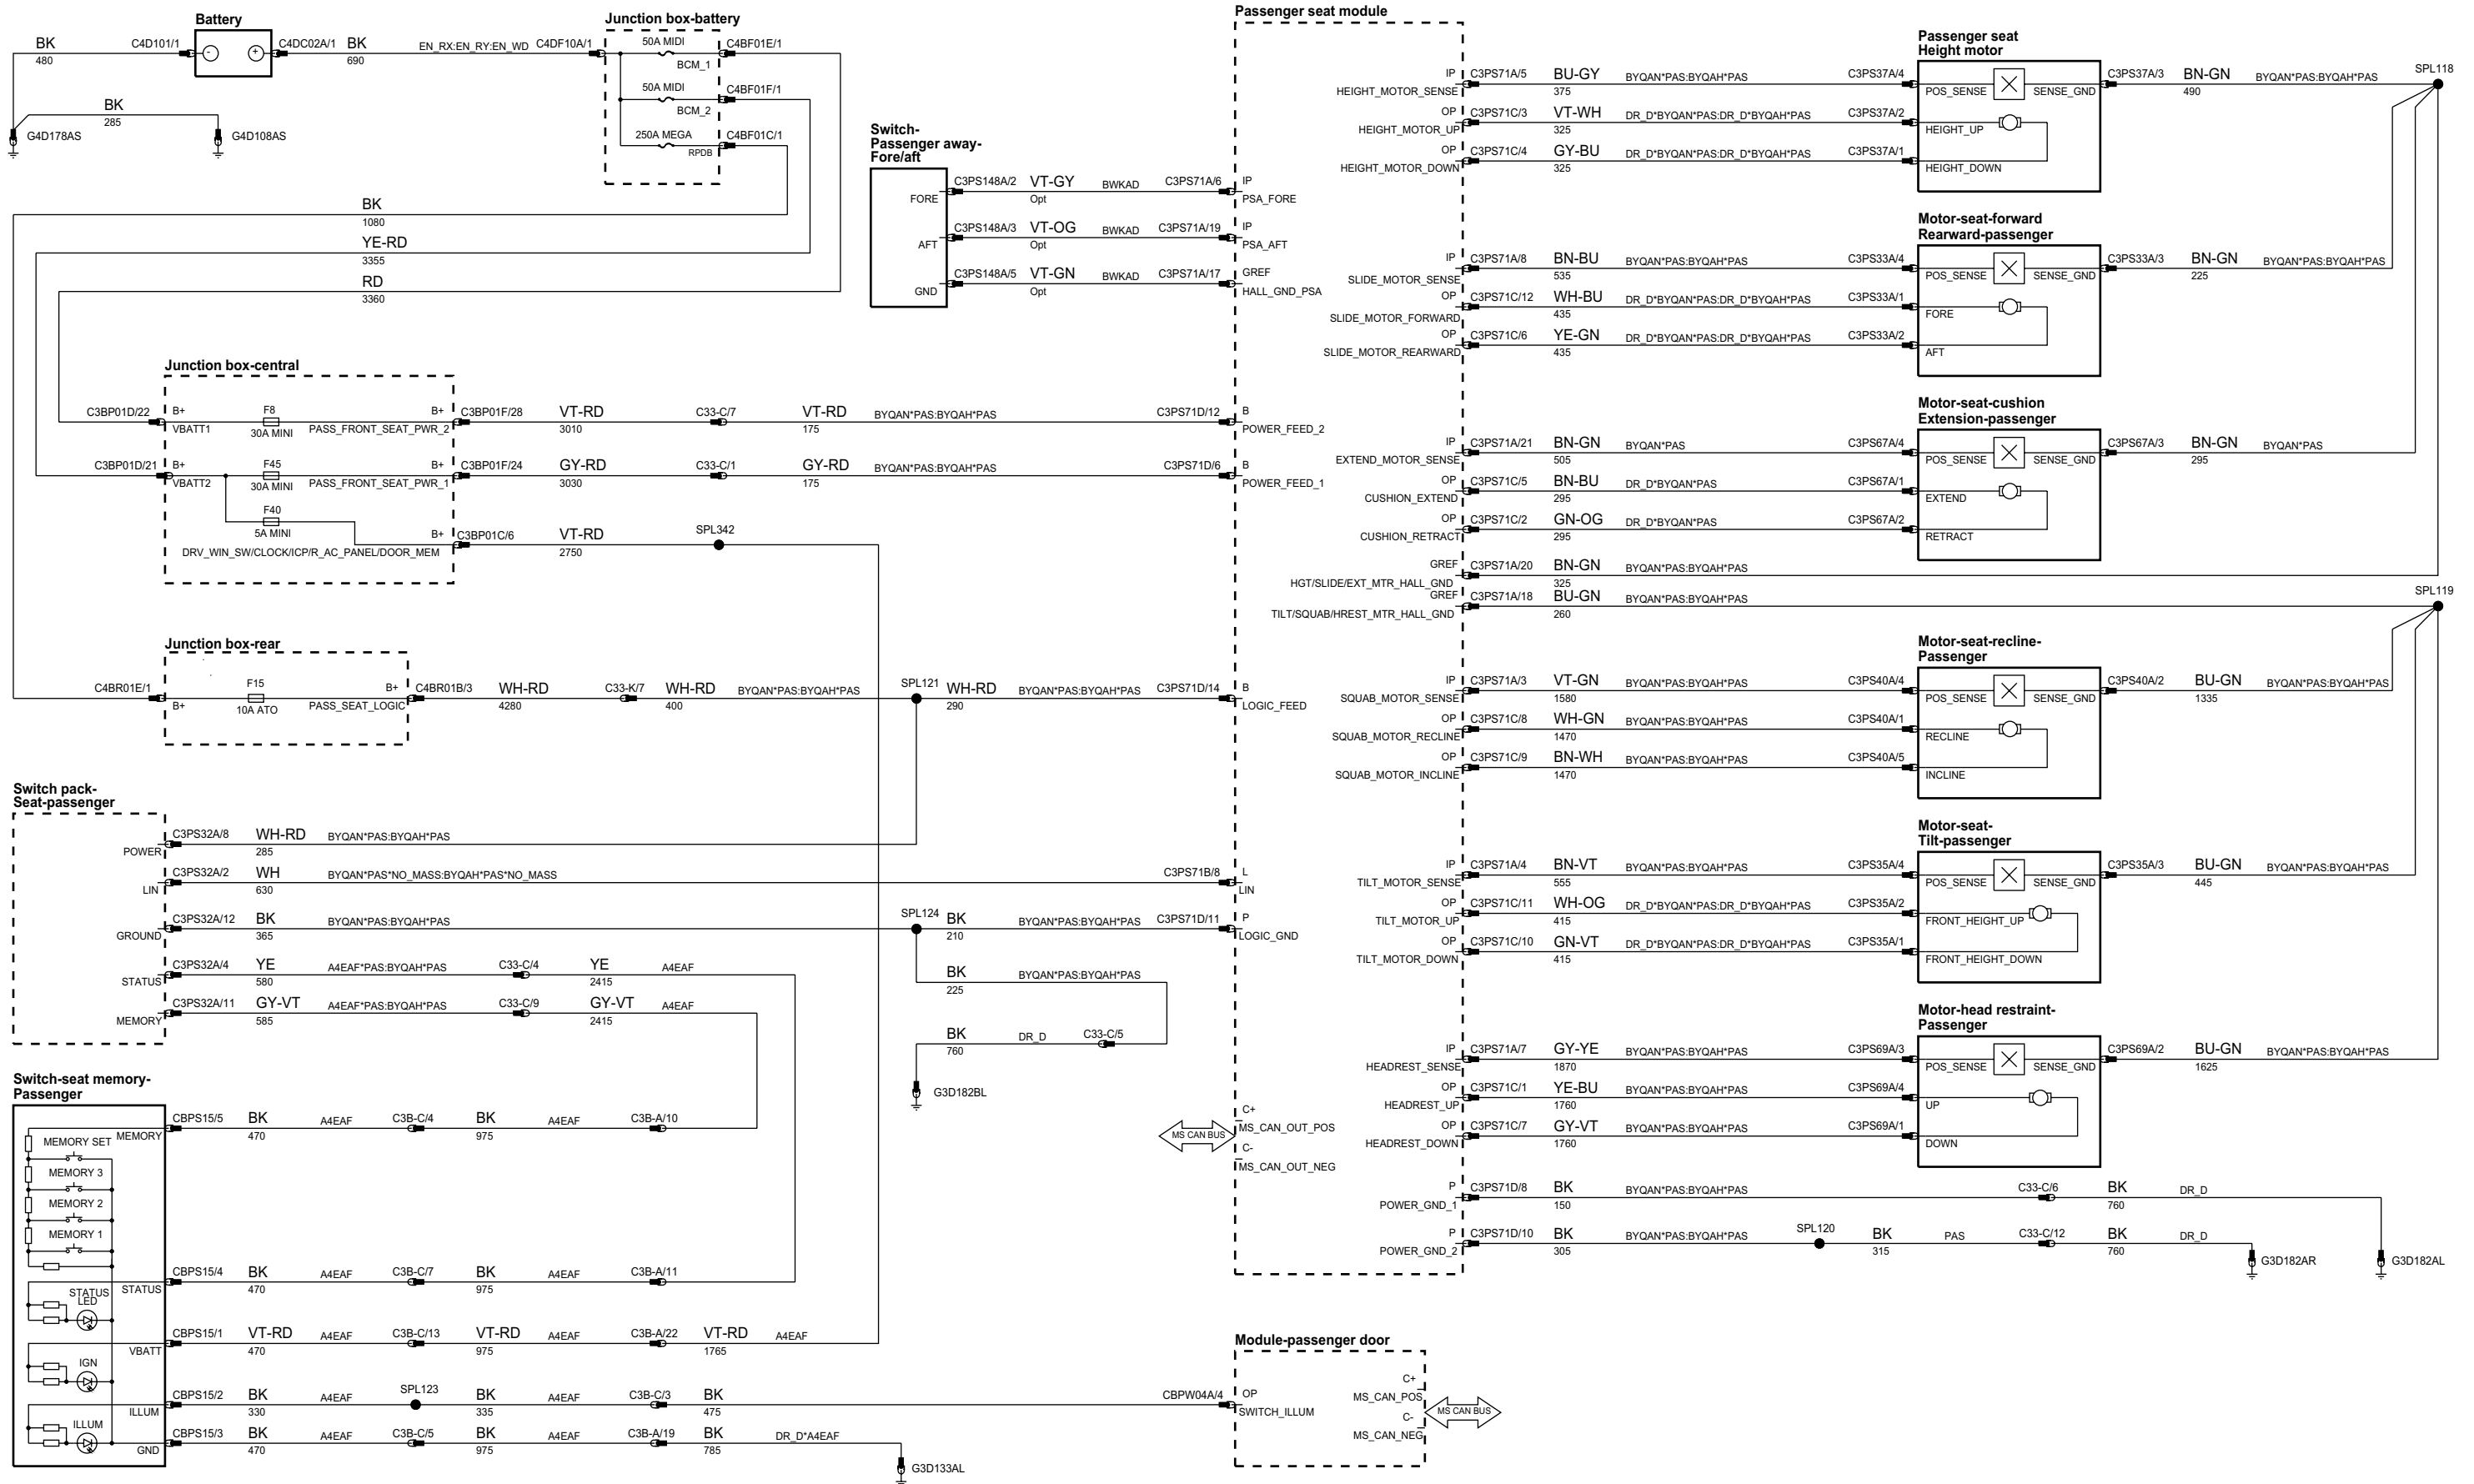 Battery
BK
480
C4D101/1
-
+
C4DC02A/1
BK
690
EN_RX:EN_RY:EN_WD
C4DF10A/1
BK
285
G4D178AS
G4D108AS
Junction box-battery
50A MIDI
BCM_1
C4BF01E/1
50A MIDI
BCM_2
C4BF01F/1
250A MEGA
RPDB
C4BF01C/1
BK
1080
YE-RD
3355
RD
3360
Switch-
Passenger away-
Fore/aft
FORE
C3PS148A/2
VT-GY
Opt
BWKAD
C3PS71A/6
AFT
C3PS148A/3
VT-OG
Opt
BWKAD
C3PS71A/19
GND
C3PS148A/5
VT-GN
Opt
BWKAD
C3PS71A/17
Junction box-central
C3BP01D/22
B+
VBATT1
F8
30A MINI
B+
PASS_FRONT_SEAT_PWR_2
C3BP01F/28
VT-RD
3010
C33-C/7
VT-RD
175
BYQAN*PAS:BYQAH*PAS
C3PS71D/12
C3BP01D/21
B+
VBATT2
F45
30A MINI
B+
PASS_FRONT_SEAT_PWR_1
C3BP01F/24
GY-RD
3030
C33-C/1
GY-RD
175
BYQAN*PAS:BYQAH*PAS
C3PS71D/6
F40
5A MINI
B+
DRV_WIN_SW/CLOCK/ICP/R_AC_PANEL/DOOR_MEM
C3BP01C/6
VT-RD
2750
SPL342
Junction box-rear
C4BR01E/1
B+
F15
10A ATO
B+
PASS_SEAT_LOGIC
C4BR01B/3
WH-RD
4280
C33-K/7
WH-RD
400
BYQAN*PAS:BYQAH*PAS
SPL121
WH-RD
290
BYQAN*PAS:BYQAH*PAS
C3PS71D/14
Switch pack-
Seat-passenger
POWER
C3PS32A/8
WH-RD
285
BYQAN*PAS:BYQAH*PAS
LIN
C3PS32A/2
WH
630
BYQAN*PAS*NO_MASS:BYQAH*PAS*NO_MASS
C3PS71B/8
GROUND
C3PS32A/12
BK
365
BYQAN*PAS:BYQAH*PAS
SPL124
BK
210
BYQAN*PAS:BYQAH*PAS
C3PS71D/11
BK
225
BYQAN*PAS:BYQAH*PAS
BK
760
DR_D
C33-C/5
G3D182BL
STATUS
C3PS32A/4
YE
580
A4EAF*PAS:BYQAH*PAS
C33-C/4
YE
2415
A4EAF
MEMORY
C3PS32A/11
GY-VT
585
A4EAF*PAS:BYQAH*PAS
C33-C/9
GY-VT
2415
A4EAF
Switch-seat memory-
Passenger
MEMORY SET
MEMORY 3
MEMORY 2
MEMORY 1
STATUS
LED
IGN
ILLUM
MEMORY
CBPS15/5
BK
470
A4EAF
C3B-C/4
BK
975
A4EAF
C3B-A/10
STATUS
CBPS15/4
BK
470
A4EAF
C3B-C/7
BK
975
A4EAF
C3B-A/11
VBATT
CBPS15/1
VT-RD
470
A4EAF
C3B-C/13
VT-RD
975
A4EAF
C3B-A/22
VT-RD
1765
A4EAF
ILLUM
CBPS15/2
BK
330
A4EAF
SPL123
BK
335
A4EAF
C3B-C/3
BK
475
CBPW04A/4
GND
CBPS15/3
BK
470
A4EAF
C3B-C/5
BK
975
A4EAF
C3B-A/19
BK
785
DR_D*A4EAF
G3D133AL
Passenger seat module
IP
PSA_FORE
IP
PSA_AFT
GREF
HALL_GND_PSA
B
POWER_FEED_2
B
POWER_FEED_1
B
LOGIC_FEED
L
LIN
P
LOGIC_GND
MS CAN BUS
C+
MS_CAN_OUT_POS
C-
MS_CAN_OUT_NEG
IP
HEIGHT_MOTOR_SENSE
C3PS71A/5
BU-GY
375
BYQAN*PAS:BYQAH*PAS
C3PS37A/4
OP
HEIGHT_MOTOR_UP
C3PS71C/3
VT-WH
325
DR_D*BYQAN*PAS:DR_D*BYQAH*PAS
C3PS37A/2
OP
HEIGHT_MOTOR_DOWN
C3PS71C/4
GY-BU
325
DR_D*BYQAN*PAS:DR_D*BYQAH*PAS
C3PS37A/1
Passenger seat
Height motor
POS_SENSE
SENSE_GND
HEIGHT_UP
HEIGHT_DOWN
C3PS37A/3
BN-GN
490
BYQAN*PAS:BYQAH*PAS
SPL118
IP
SLIDE_MOTOR_SENSE
C3PS71A/8
BN-BU
535
BYQAN*PAS:BYQAH*PAS
C3PS33A/4
OP
SLIDE_MOTOR_FORWARD
C3PS71C/12
WH-BU
435
DR_D*BYQAN*PAS:DR_D*BYQAH*PAS
C3PS33A/1
OP
SLIDE_MOTOR_REARWARD
C3PS71C/6
YE-GN
435
DR_D*BYQAN*PAS:DR_D*BYQAH*PAS
C3PS33A/2
Motor-seat-forward
Rearward-passenger
POS_SENSE
SENSE_GND
FORE
AFT
C3PS33A/3
BN-GN
225
BYQAN*PAS:BYQAH*PAS
IP
EXTEND_MOTOR_SENSE
C3PS71A/21
BN-GN
505
BYQAN*PAS
C3PS67A/4
OP
CUSHION_EXTEND
C3PS71C/5
BN-BU
295
DR_D*BYQAN*PAS
C3PS67A/1
OP
CUSHION_RETRACT
C3PS71C/2
GN-OG
295
DR_D*BYQAN*PAS
C3PS67A/2
Motor-seat-cushion
Extension-passenger
POS_SENSE
SENSE_GND
EXTEND
RETRACT
C3PS67A/3
BN-GN
295
BYQAN*PAS
GREF
HGT/SLIDE/EXT_MTR_HALL_GND
C3PS71A/20
BN-GN
325
BYQAN*PAS:BYQAH*PAS
GREF
TILT/SQUAB/HREST_MTR_HALL_GND
C3PS71A/18
BU-GN
260
BYQAN*PAS:BYQAH*PAS
SPL119
IP
SQUAB_MOTOR_SENSE
C3PS71A/3
VT-GN
1580
BYQAN*PAS:BYQAH*PAS
C3PS40A/4
OP
SQUAB_MOTOR_RECLINE
C3PS71C/8
WH-GN
1470
BYQAN*PAS:BYQAH*PAS
C3PS40A/1
OP
SQUAB_MOTOR_INCLINE
C3PS71C/9
BN-WH
1470
BYQAN*PAS:BYQAH*PAS
C3PS40A/5
Motor-seat-recline-
Passenger
POS_SENSE
SENSE_GND
RECLINE
INCLINE
C3PS40A/2
BU-GN
1335
BYQAN*PAS:BYQAH*PAS
IP
TILT_MOTOR_SENSE
C3PS71A/4
BN-VT
555
BYQAN*PAS:BYQAH*PAS
C3PS35A/4
OP
TILT_MOTOR_UP
C3PS71C/11
WH-OG
415
DR_D*BYQAN*PAS:DR_D*BYQAH*PAS
C3PS35A/2
OP
TILT_MOTOR_DOWN
C3PS71C/10
GN-VT
415
DR_D*BYQAN*PAS:DR_D*BYQAH*PAS
C3PS35A/1
Motor-seat-
Tilt-passenger
POS_SENSE
SENSE_GND
FRONT_HEIGHT_UP
FRONT_HEIGHT_DOWN
C3PS35A/3
BU-GN
445
BYQAN*PAS:BYQAH*PAS
IP
HEADREST_SENSE
C3PS71A/7
GY-YE
1870
BYQAN*PAS:BYQAH*PAS
C3PS69A/3
OP
HEADREST_UP
C3PS71C/1
YE-BU
1760
BYQAN*PAS:BYQAH*PAS
C3PS69A/4
OP
HEADREST_DOWN
C3PS71C/7
GY-VT
1760
BYQAN*PAS:BYQAH*PAS
C3PS69A/1
Motor-head restraint-
Passenger
POS_SENSE
SENSE_GND
UP
DOWN
C3PS69A/2
BU-GN
1625
BYQAN*PAS:BYQAH*PAS
P
POWER_GND_1
C3PS71D/8
BK
150
BYQAN*PAS:BYQAH*PAS
C33-C/6
BK
760
DR_D
G3D182AL
P
POWER_GND_2
C3PS71D/10
BK
305
BYQAN*PAS:BYQAH*PAS
SPL120
BK
315
PAS
C33-C/12
BK
760
DR_D
G3D182AR
Module-passenger door
OP
SWITCH_ILLUM
C+
MS_CAN_POS
C-
MS_CAN_NEG
MS CAN BUS